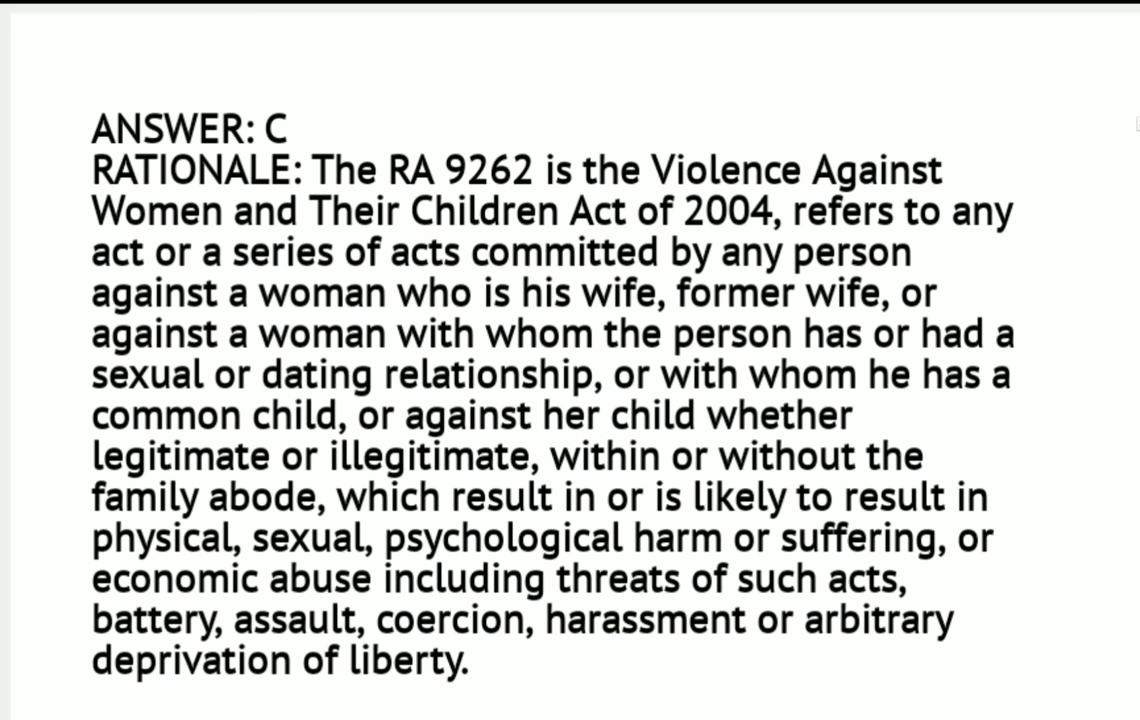 ANSWER: C
RATIONALE: The RA 9262 is the Violence Against
Women and Their Children Act of 2004, refers to any
act or a series of acts committed by any person
against a woman who is his wife, former wife, or
against a woman with whom the person has or had a
sexual or dating relationship, or with whom he has a
common child, or against her child whether
legitimate or illegitimate, within or without the
family abode, which result in or is likely to result in
physical, sexual, psychological harm or suffering, or
economic abuse including threats of such acts,
battery, assault, coercion, harassment or arbitrary
deprivation of liberty.